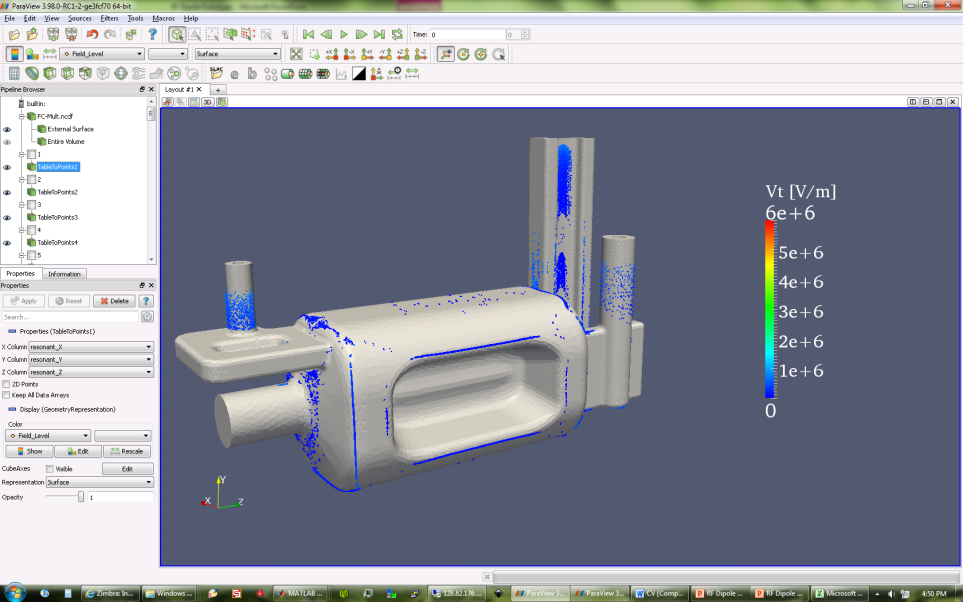 ParaView 3.98.0-RC1-2-ge3fcf70 64-bit
File Edit View Sources Filters Tools Macros Help
Time: 0
0
Field_Level
Surface
SLAC
Pipeline Browser
Layout #1
builtin:
FC-Mult.ncdf
External Surface
Entire Volume
1
TableToPoints1
2
TableToPoints2
3
TableToPoints3
4
TableToPoints4
5
3D
Properties Information
Properties
Apply Reset Delete ?
Search...
Properties (TableToPoints1)
X Column resonant_X
Y Column resonant_Y
Z Column resonant_Z
2D Points
Keep All Data Arrays
Display (GeometryRepresentation)
Color
Field_Level
Show Edit Rescale
CubeAxes Visible Edit
Representation Surface
Opacity 1
Vt [V/m]
6e+6
5e+6
4e+6
3e+6
2e+6
1e+6
0
Y
X
Z
Zimbra: In...
Windows ...
MATLAB ...
128.82.176....
ParaView 3...
ParaView 3...
CV [Comp...
RF Dipole ...
RF Dipole ...
Microsoft ...
4:50 PM